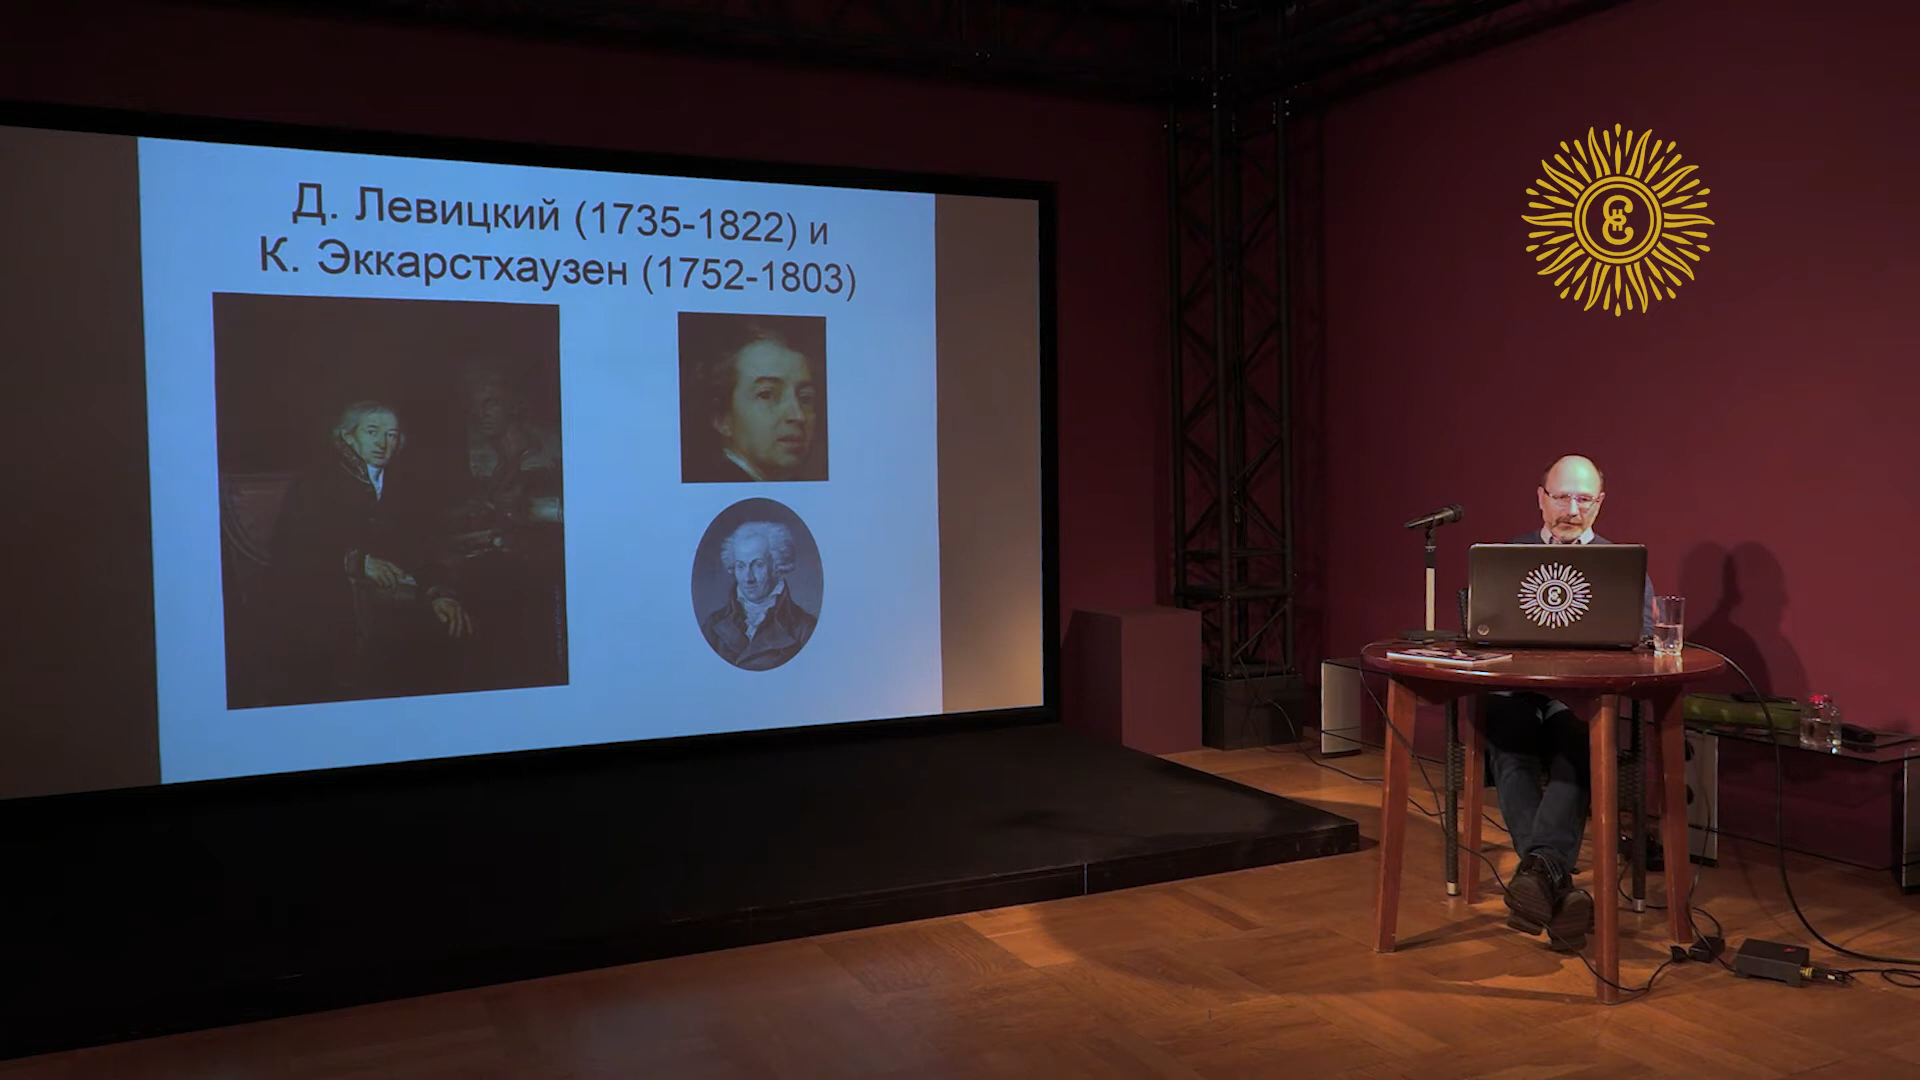 Д. Левицкий (1735-1822) и
К. Эккарстхаузен (1752-1803)